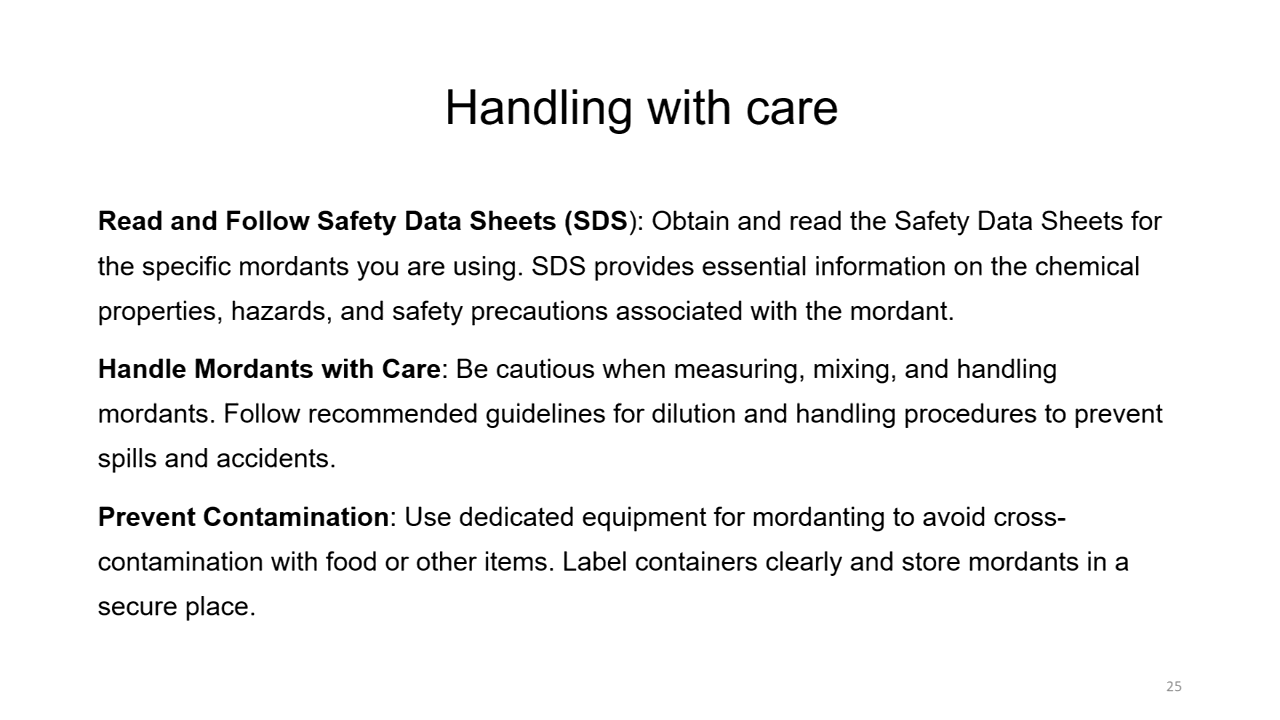 Handling with care
Read and Follow Safety Data Sheets (SDS): Obtain and read the Safety Data Sheets for
the specific mordants you are using. SDS provides essential information on the chemical
properties, hazards, and safety precautions associated with the mordant.
Handle Mordants with Care: Be cautious when measuring, mixing, and handling
mordants. Follow recommended guidelines for dilution and handling procedures to prevent
spills and accidents.
Prevent Contamination: Use dedicated equipment for mordanting to avoid cross-
contamination with food or other items. Label containers clearly and store mordants in a
secure place.
25